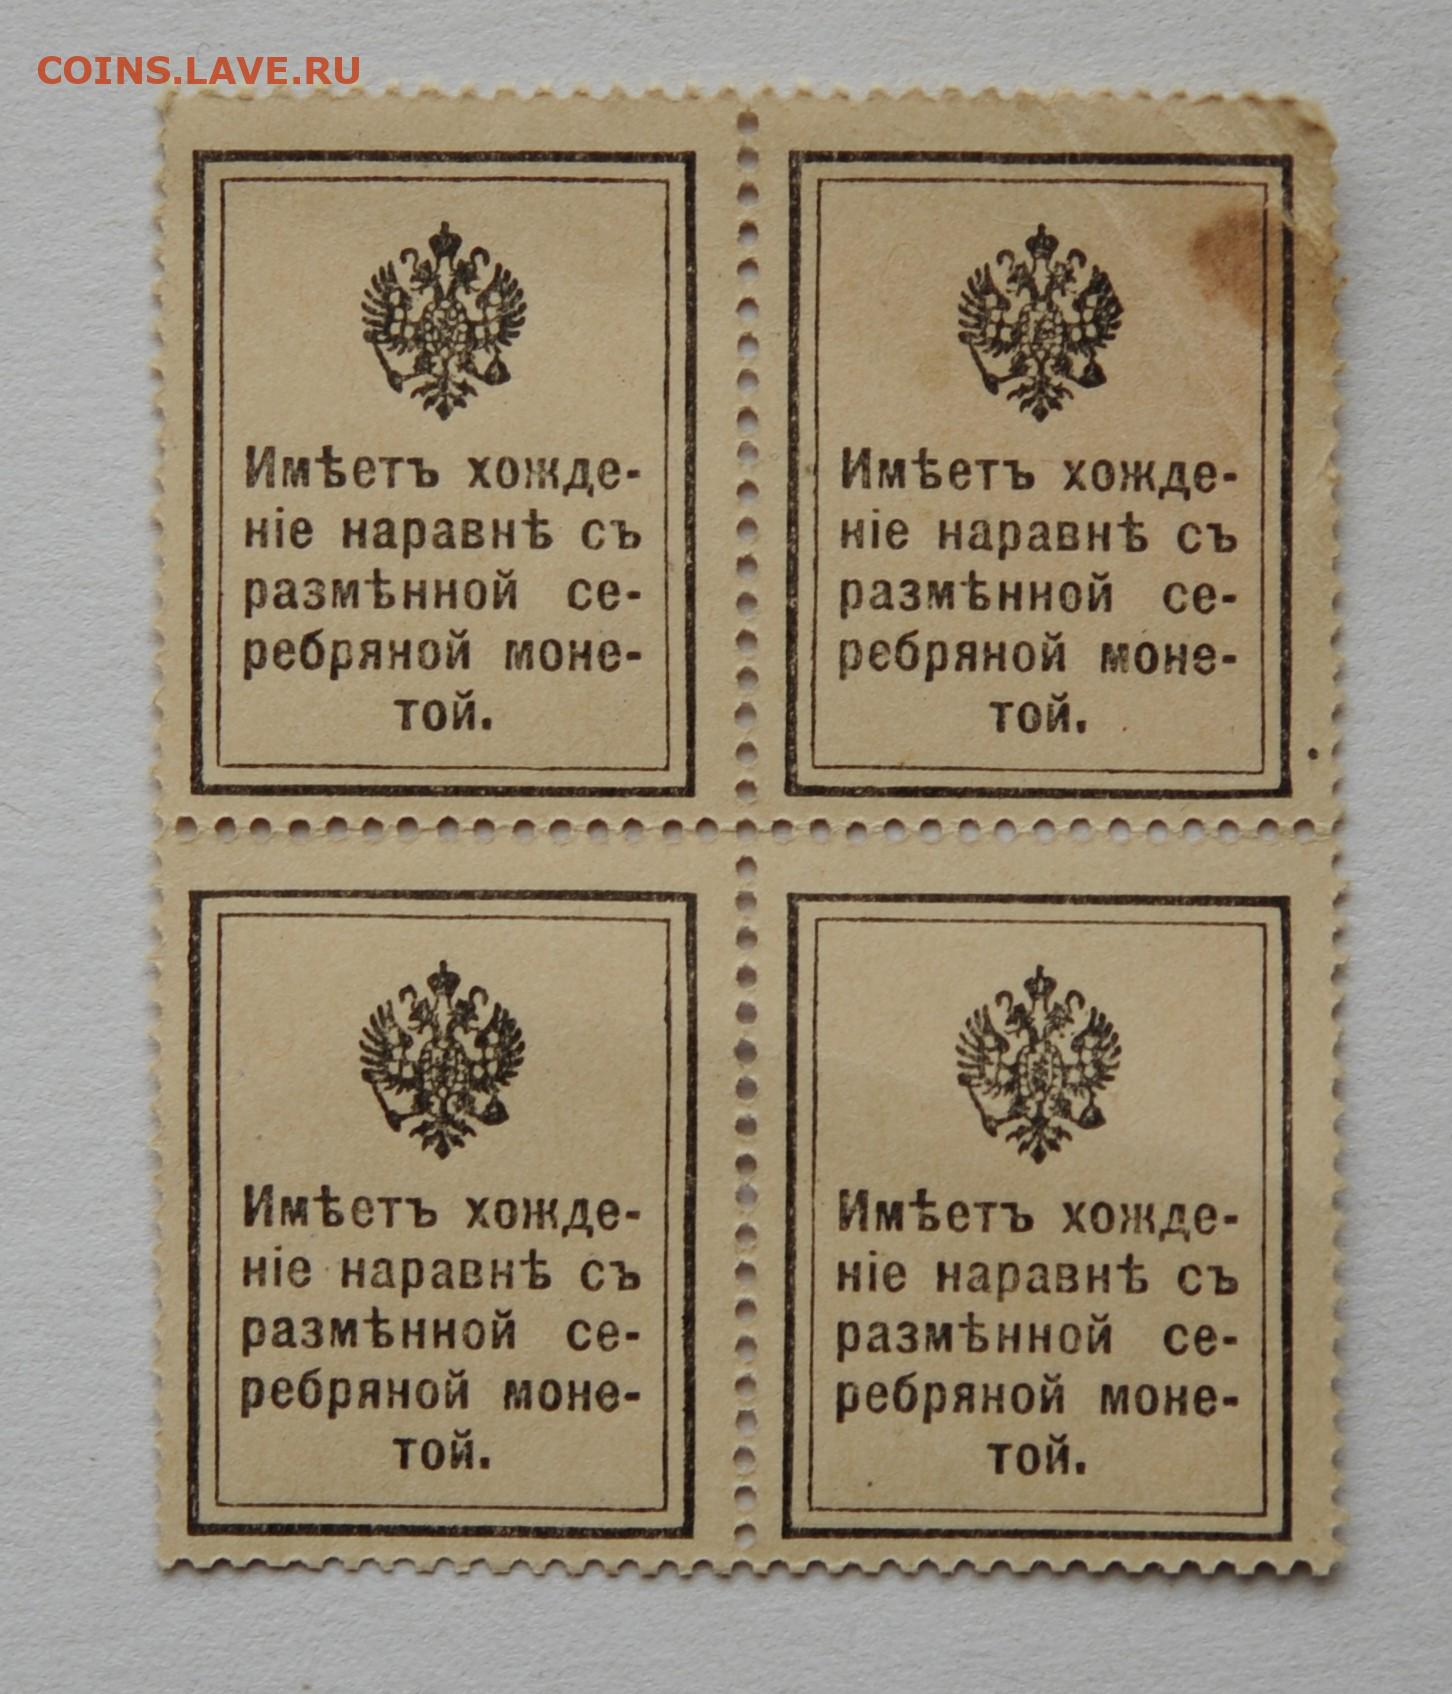 COINS.LAVE.RU
Имѣетъ хожде-
ніе наравнѣ съ
размѣнной се-
ребряной моне-
той.
Имѣетъ хожде-
ніе наравнѣ съ
размѣнной се-
ребряной моне-
той.
Имѣетъ хожде-
ніе наравнѣ съ
размѣнной се-
ребряной моне-
той.
Имѣетъ хожде-
ніе наравнѣ съ
размѣнной се-
ребряной моне-
той.